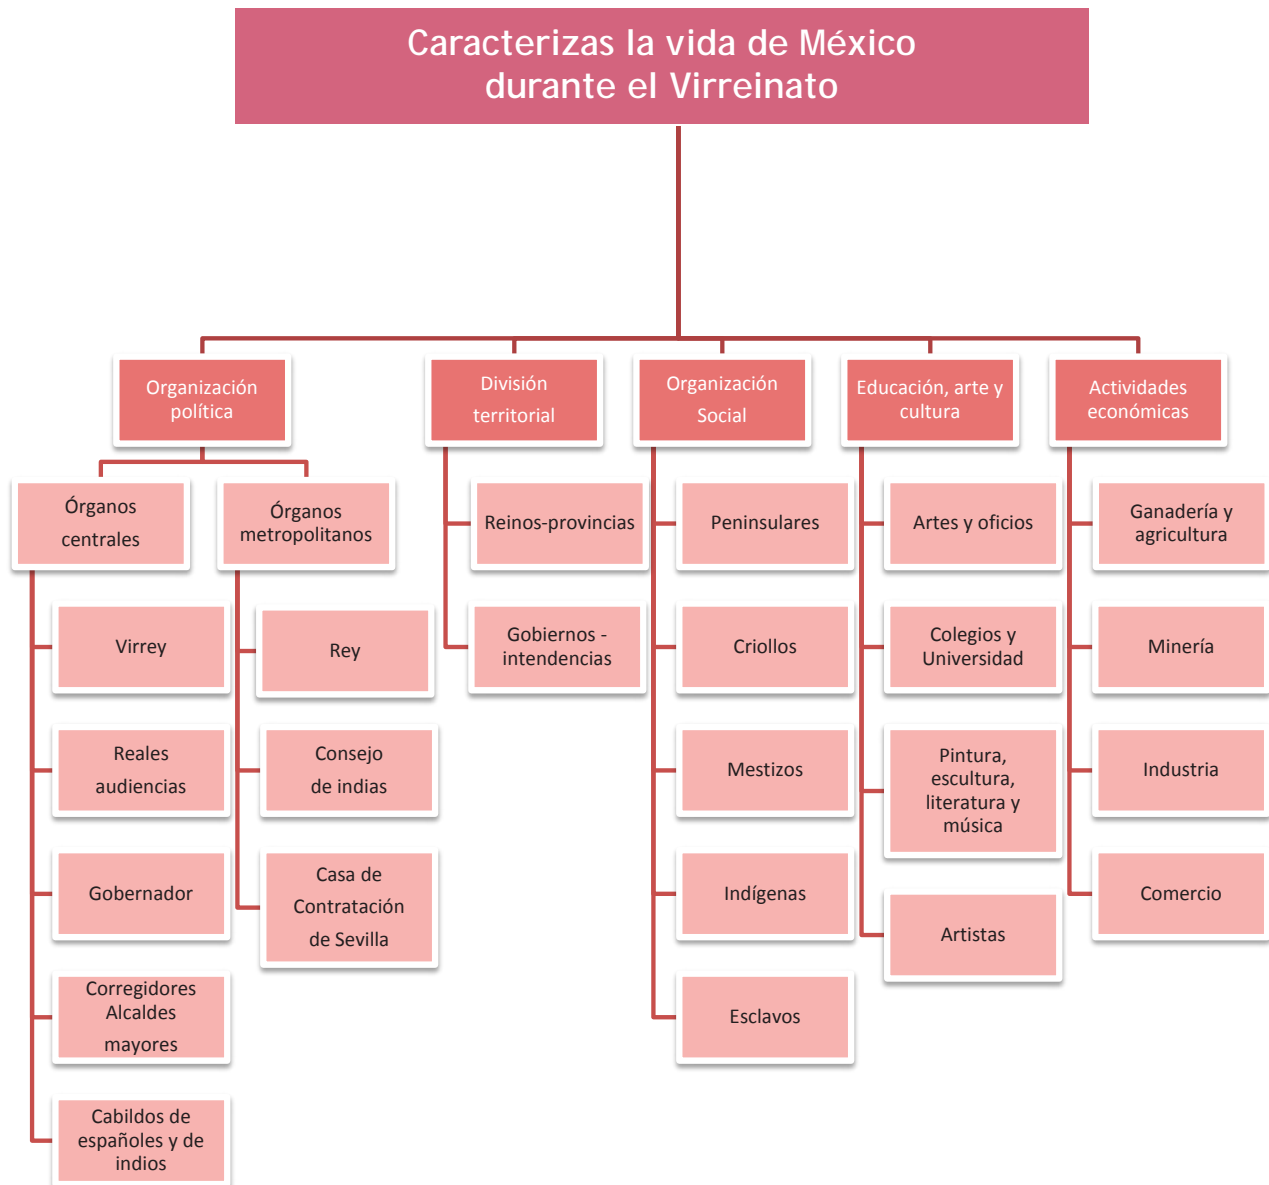 Caracterizas la vida de México
durante el Virreinato
Organización
política
División
territorial
Organización
Social
Educación, arte y
cultura
Actividades
económicas
Órganos
centrales
Órganos
metropolitanos
Reinos-provincias
Peninsulares
Artes y oficios
Ganadería y
agricultura
Virrey
Rey
Gobiernos -
intendencias
Criollos
Colegios y
Universidad
Minería
Reales
audiencias
Consejo
de indias
Mestizos
Pintura,
escultura,
literatura y
música
Industria
Gobernador
Casa de
Contratación
de Sevilla
Indígenas
Artistas
Comercio
Corregidores
Alcaldes
mayores
Esclavos
Cabildos de
españoles y de
indios